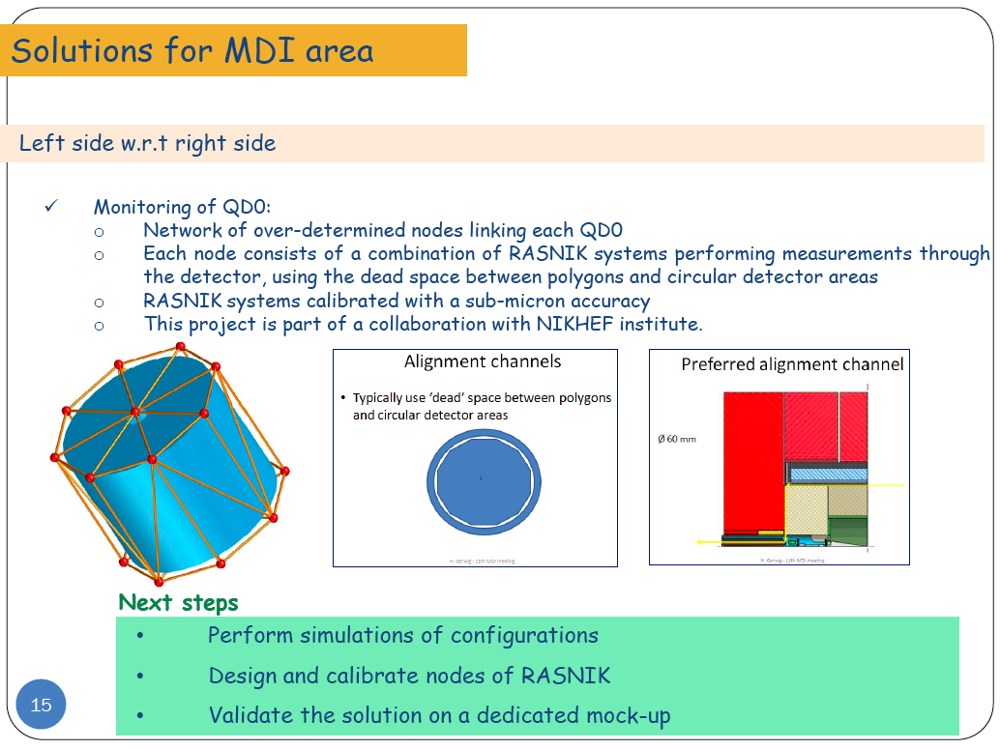 Solutions for MDI area
Left side w.r.t right side
✓ Monitoring of QD0:
o Network of over-determined nodes linking each QD0
o Each node consists of a combination of RASNIK systems performing measurements through
the detector, using the dead space between polygons and circular detector areas
o RASNIK systems calibrated with a sub-micron accuracy
o This project is part of a collaboration with NIKHEF institute.
Alignment channels
• Typically use ‘dead’ space between polygons
and circular detector areas
H. Gerwig - 11th MDI meeting
Preferred alignment channel
Ø 60 mm
H. Gerwig - 11th MDI meeting
Next steps
• Perform simulations of configurations
• Design and calibrate nodes of RASNIK
• Validate the solution on a dedicated mock-up
15